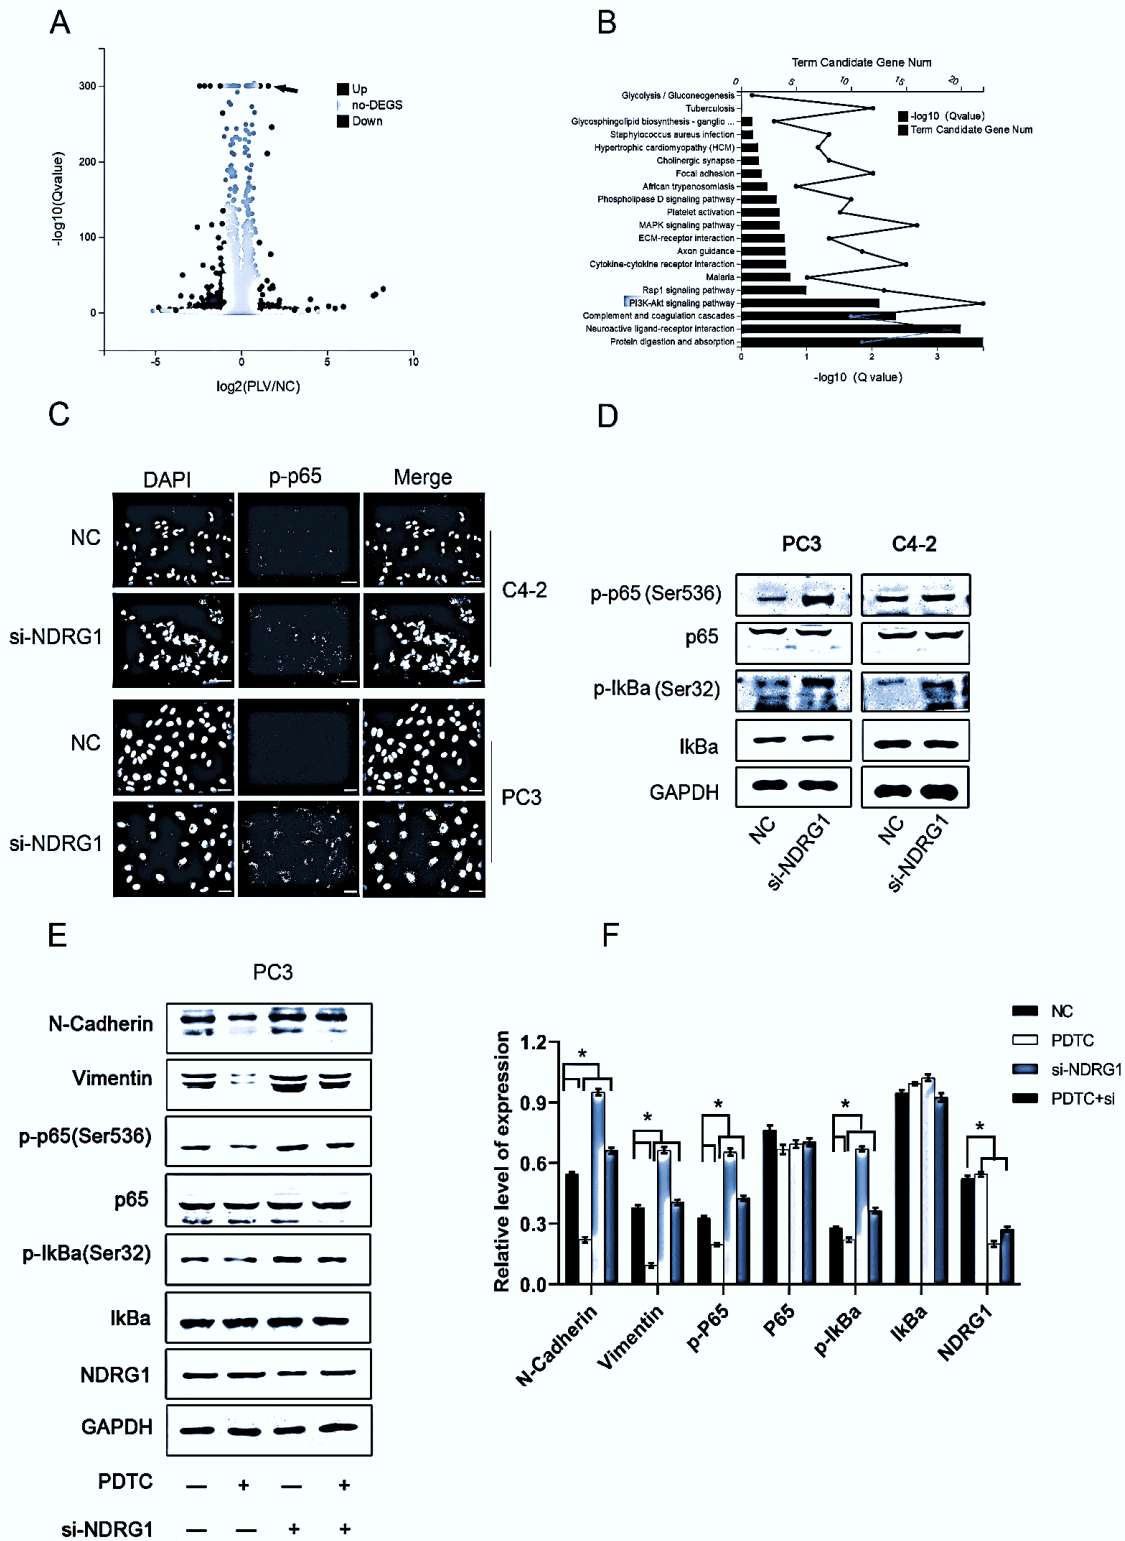 A
-log10(Qvalue)
300
200
100
0
-5
0
5
10
log2(PLV/NC)
Up
no-DEGS
Down
B
Term Candidate Gene Num
0
5
10
15
20
Glycolysis / Gluconeogenesis
Tuberculosis
Glycosphingolipid biosynthesis - ganglio ...
Staphylococcus aureus infection
Hypertrophic cardiomyopathy (HCM)
Cholinergic synapse
Focal adhesion
African trypanosomiasis
Phospholipase D signaling pathway
Platelet activation
MAPK signaling pathway
ECM-receptor interaction
Axon guidance
Cytokine-cytokine receptor interaction
Malaria
Rap1 signaling pathway
PI3K-Akt signaling pathway
Complement and coagulation cascades
Neuroactive ligand-receptor interaction
Protein digestion and absorption
-log10 (Qvalue)
Term Candidate Gene Num
0
1
2
3
-log10 (Q value)
C
DAPI
p-p65
Merge
NC
si-NDRG1
C4-2
NC
si-NDRG1
PC3
D
PC3
C4-2
p-p65 (Ser536)
p65
p-IkBa (Ser32)
IkBa
GAPDH
NC
si-NDRG1
NC
si-NDRG1
E
PC3
N-Cadherin
Vimentin
p-p65(Ser536)
p65
p-IkBa(Ser32)
IkBa
NDRG1
GAPDH
PDTC — + — +
si-NDRG1 — — + +
F
NC
PDTC
si-NDRG1
PDTC+si
Relative level of expression
1.2
0.9
0.6
0.3
0.0
*
*
*
*
*
N-Cadherin
Vimentin
p-P65
P65
p-IkBa
IkBa
NDRG1